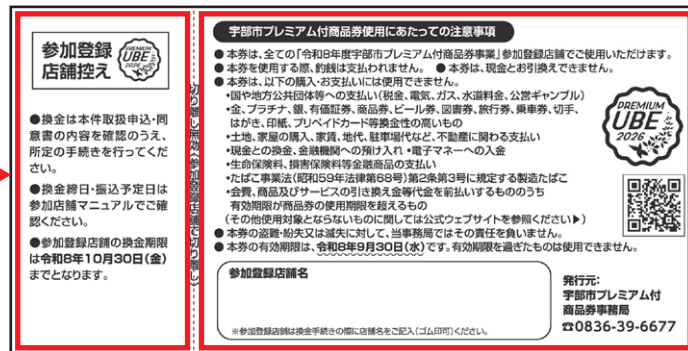 参加登録
店舗控え
PREMIUM
UBE
2026
●換金は本件取扱申込・同
意書の内容を確認のうえ、
所定の手続きを行ってくだ
さい。
●換金締日・振込予定日は
参加店舗マニュアルでご確
認ください。
●参加登録店舗の換金期限
は令和8年10月30日(金)
までとなります。
切り離し無効(参加登録店舗で切り離し)
宇部市プレミアム付商品券使用にあたっての注意事項
●本券は、全ての「令和8年度宇部市プレミアム付商品券事業」参加登録店舗でご使用いただけます。
●本券を使用する際、釣銭は支払われません。 ●本券は、現金とお引換えできません。
●本券は、以下の購入・お支払いには使用できません。
・国や地方公共団体等への支払い(税金、電気、ガス、水道料金、公営ギャンブル)
・金、プラチナ、銀、有価証券、商品券、ビール券、図書券、旅行券、乗車券、切手、
はがき、印紙、プリペイドカード等換金性の高いもの
・土地、家屋の購入、家賃、地代、駐車場代など、不動産に関わる支払い
・現金との換金、金融機関への預け入れ ・電子マネーへの入金
・生命保険料、損害保険料等金融商品の支払い
・たばこ事業法(昭和59年法律第68号)第2条第3号に規定する製造たばこ
・会費、商品及びサービスの引き換え金等代金を前払いするもののうち
有効期限が商品券の使用期限を超えるもの
(その他使用対象とならないものに関しては公式ウェブサイトを参照ください▶)
●本券の盗難・紛失又は滅失に対して、当事務局ではその責任を負いません。
●本券の有効期限は、令和8年9月30日(水)です。有効期限を過ぎたものは使用できません。
PREMIUM
UBE
2026
参加登録店舗名
※参加登録店舗は換金手続きの際に店舗名をご記入(ゴム印可)ください。
発行元:
宇部市プレミアム付
商品券事務局
☎0836-39-6677